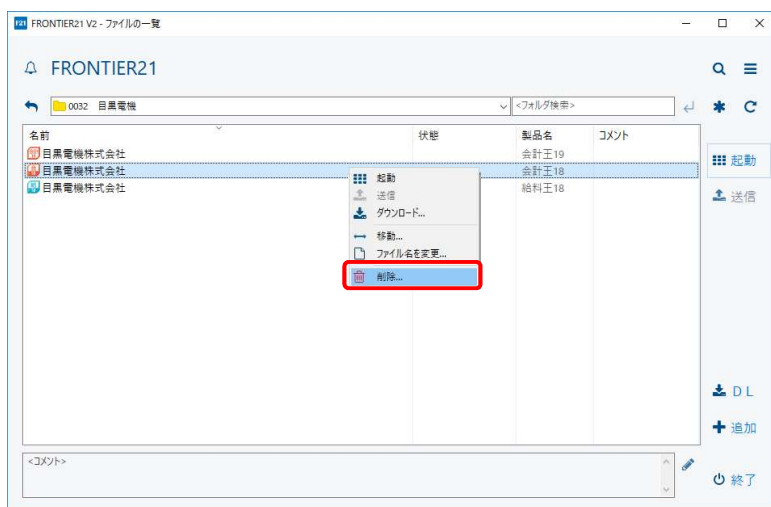 F21 FRONTIER21 V2 - ファイルの一覧
FRONTIER21
0032 目黒電機
<フォルダ検索>
名前 状態 製品名 コメント
目黒電機株式会社 会計王19
目黒電機株式会社 会計王18
目黒電機株式会社 給料王18
起動
送信
ダウンロード...
移動...
ファイル名を変更...
削除...
起動
送信
ＤＬ
追加
<コメント>
終了